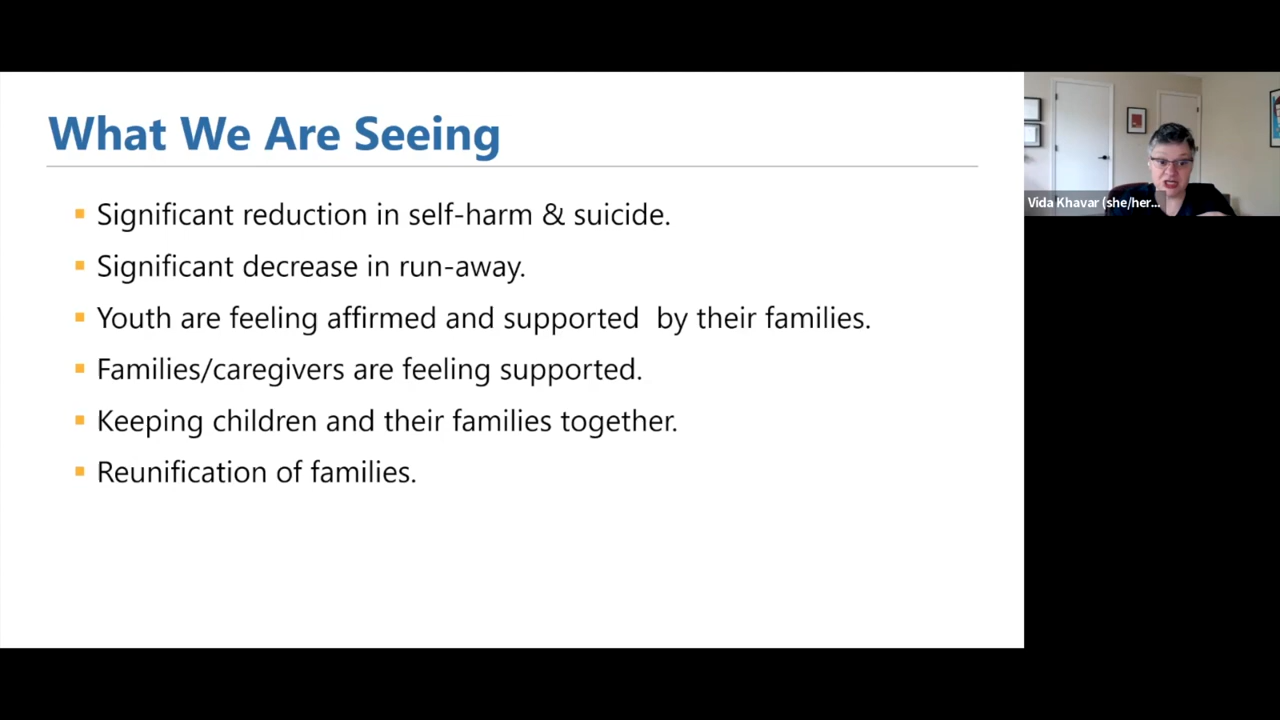 What We Are Seeing
Significant reduction in self-harm & suicide.
Significant decrease in run-away.
Youth are feeling affirmed and supported  by their families.
Families/caregivers are feeling supported.
Keeping children and their families together.
Reunification of families.
Vida Khavar (she/her...